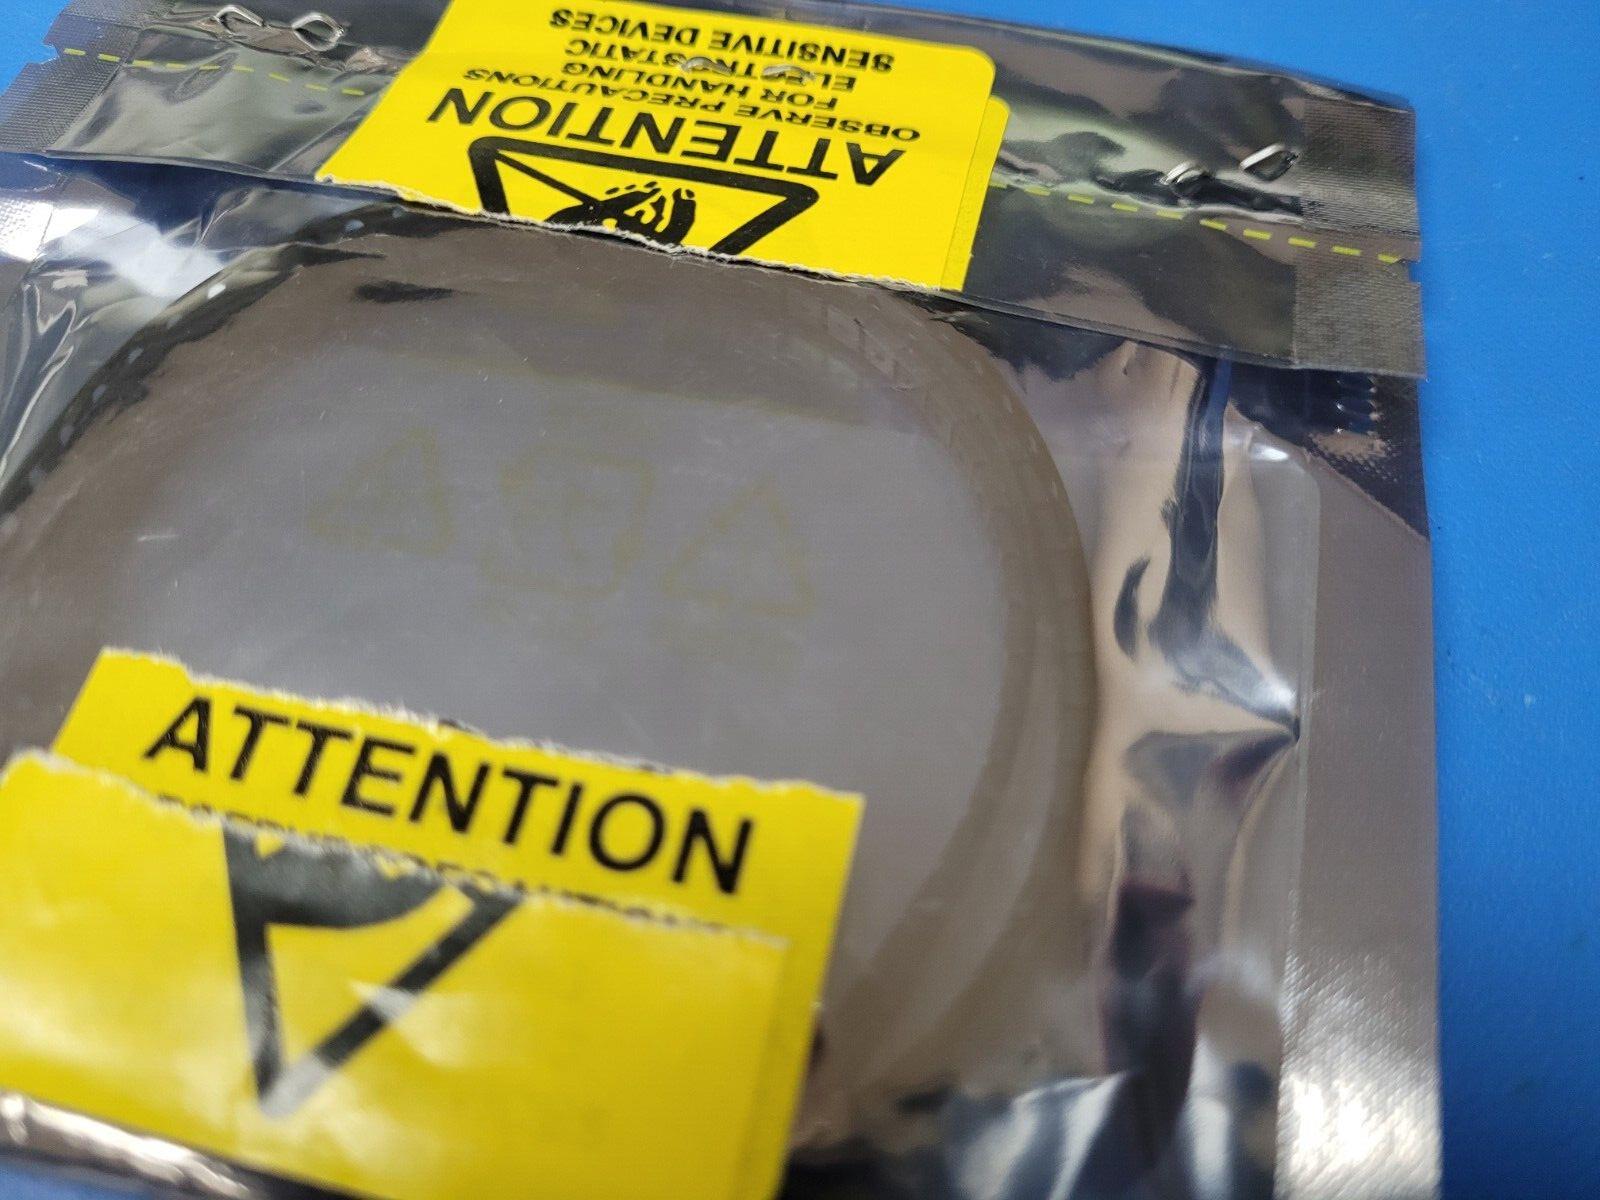 ATTENTION
OBSERVE PRECAUTIONS
FOR HANDLING
ELECTROSTATIC
SENSITIVE DEVICES
ATTENTION